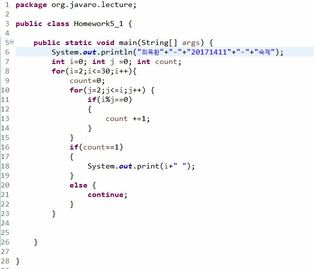 1 package org.javaro.lecture;
2
3 public class Homework5_1 {
4
5 public static void main(String[] args) {
6 System.out.println("최욱환"+"-"+"20171411"+"-"+"숙제");
7 int i=0; int j =0; int count;
8 for(i=2;i<=30;i++){
9 count=0;
10 for(j=2;j<=i;j++) {
11 if(i%j==0)
12 {
13 count +=1;
14 }
15 }
16 if(count==1)
17 {
18 System.out.print(i+" ");
19 }
20 else {
21 continue;
22 }
23 }
24
25
26 }
27
28 }